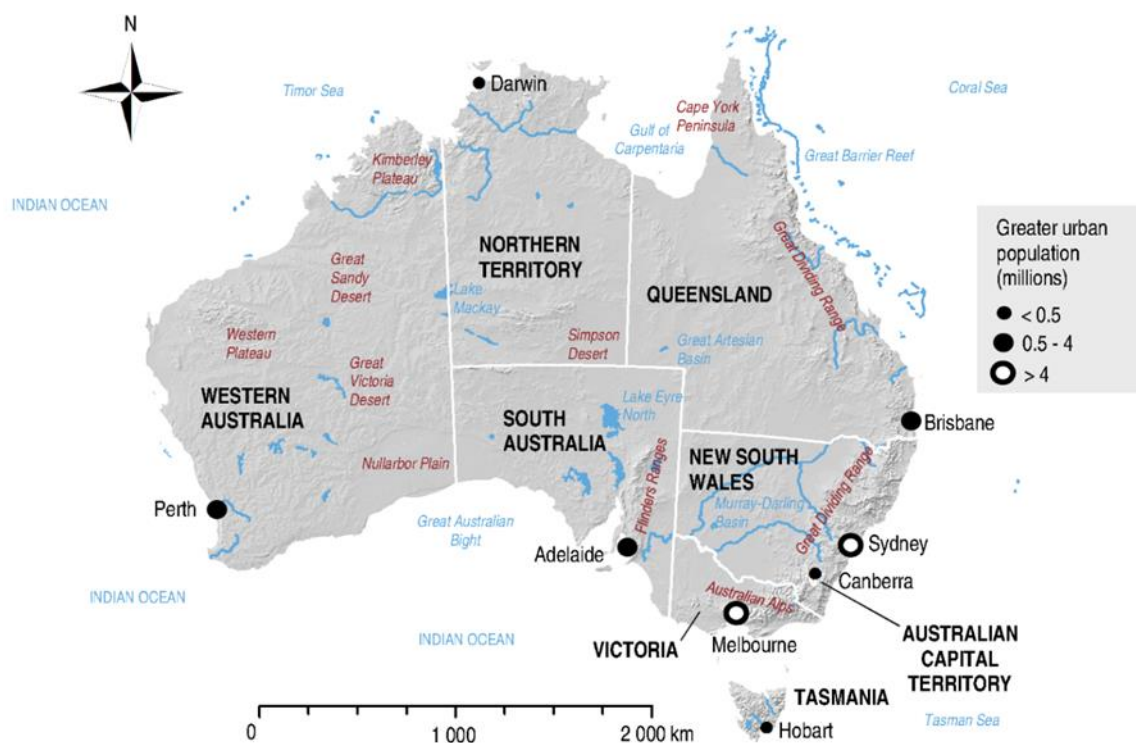 N
Darwin
Timor Sea
Coral Sea
Cape York
Peninsula
Gulf of
Carpentaria
Great Barrier Reef
Kimberley
Plateau
INDIAN OCEAN
Greater urban
population
(millions)
< 0.5
0.5 - 4
> 4
NORTHERN
TERRITORY
Great
Sandy
Desert
Lake
Mackay
QUEENSLAND
Great Dividing Range
Western
Plateau
Simpson
Desert
Great Artesian
Basin
Great
Victoria
Desert
WESTERN
AUSTRALIA
SOUTH
AUSTRALIA
Lake Eyre
North
Brisbane
Nullarbor Plain
Flinders Ranges
NEW SOUTH
WALES
Great Dividing Range
Murray-Darling
Basin
Perth
Great Australian
Bight
Adelaide
Sydney
Canberra
INDIAN OCEAN
Australian Alps
INDIAN OCEAN
VICTORIA
Melbourne
AUSTRALIAN
CAPITAL
TERRITORY
TASMANIA
Hobart
Tasman Sea
0
1 000
2 000 km